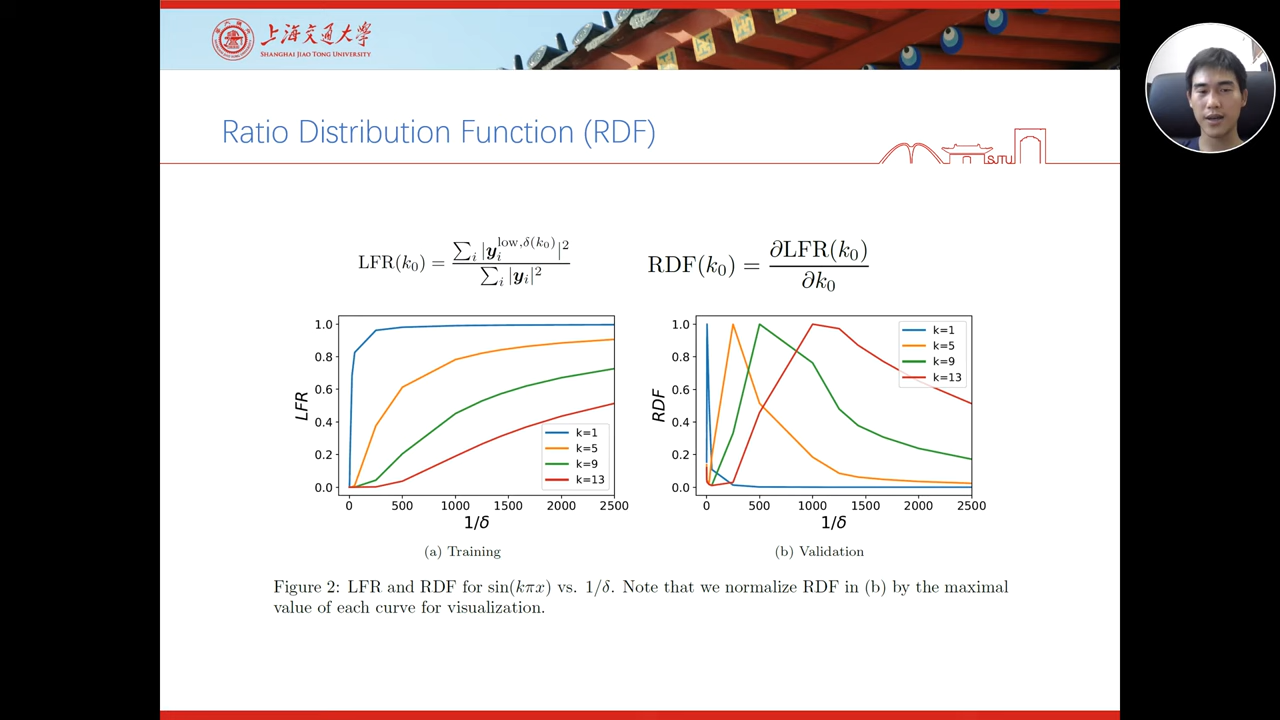 上海交通大学
SHANGHAI JIAO TONG UNIVERSITY
Ratio Distribution Function (RDF)
SJTU
LFR(k₀) = ∑ᵢ |𝒚ᵢ^{low,δ(k₀)}|² / ∑ᵢ |𝒚ᵢ|²
RDF(k₀) = ∂LFR(k₀) / ∂k₀
1.0
0.8
0.6
0.4
0.2
0.0
LFR
k=1
k=5
k=9
k=13
0 500 1000 1500 2000 2500
1/δ
1.0
0.8
0.6
0.4
0.2
0.0
RDF
k=1
k=5
k=9
k=13
0 500 1000 1500 2000 2500
1/δ
(a) Training
(b) Validation
Figure 2: LFR and RDF for sin(kπx) vs. 1/δ. Note that we normalize RDF in (b) by the maximal
value of each curve for visualization.